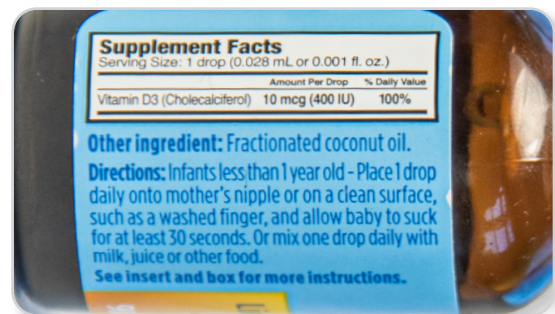 Supplement Facts
Serving Size: 1 drop (0.028 mL or 0.001 fl. oz.)
Amount Per Drop % Daily Value
Vitamin D3 (Cholecalciferol) 10 mcg (400 IU) 100%
Other ingredient: Fractionated coconut oil.
Directions: Infants less than 1 year old - Place 1 drop
daily onto mother's nipple or on a clean surface,
such as a washed finger, and allow baby to suck
for at least 30 seconds. Or mix one drop daily with
milk, juice or other food.
See insert and box for more instructions.